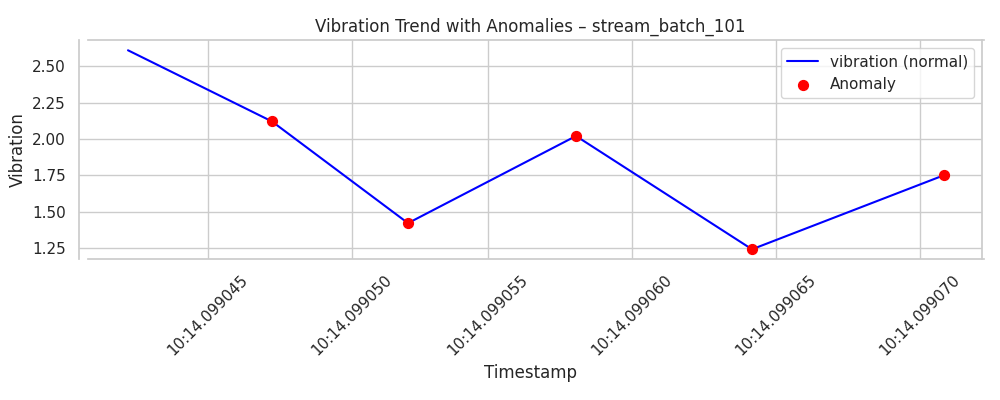 Vibration Trend with Anomalies – stream_batch_101
vibration (normal)
Anomaly
Vibration
2.50
2.25
2.00
1.75
1.50
1.25
10:14.099045
10:14.099050
10:14.099055
10:14.099060
10:14.099065
10:14.099070
Timestamp